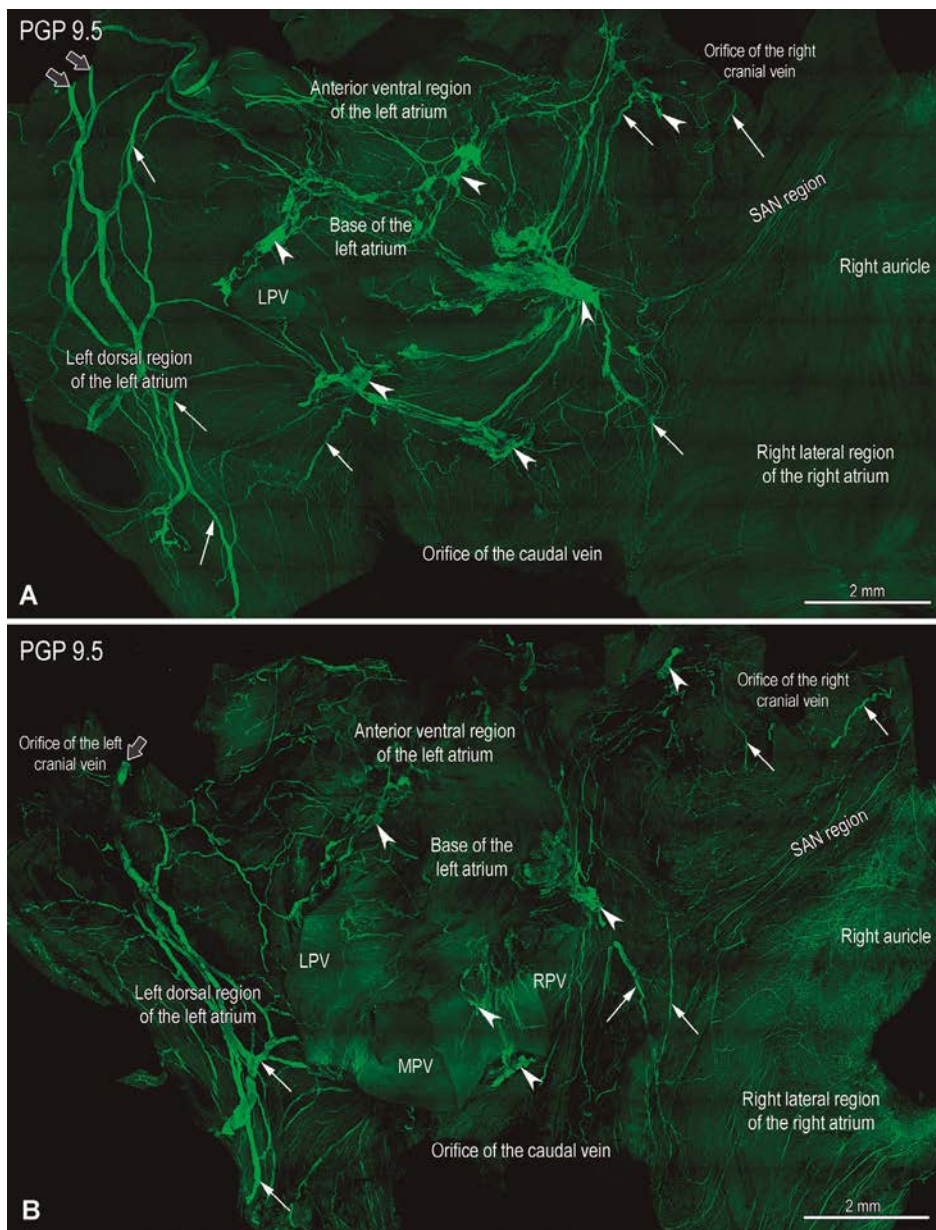 PGP 9.5
Orifice of the right
cranial vein
Anterior ventral region
of the left atrium
SAN region
Base of the
left atrium
Right auricle
LPV
Left dorsal region
of the left atrium
Right lateral region
of the right atrium
Orifice of the caudal vein
A
2 mm
PGP 9.5
Orifice of the right
cranial vein
Anterior ventral region
of the left atrium
Orifice of the left
cranial vein
SAN region
Base of the
left atrium
Right auricle
LPV
RPV
Left dorsal region
of the left atrium
MPV
Right lateral region
of the right atrium
Orifice of the caudal vein
B
2 mm